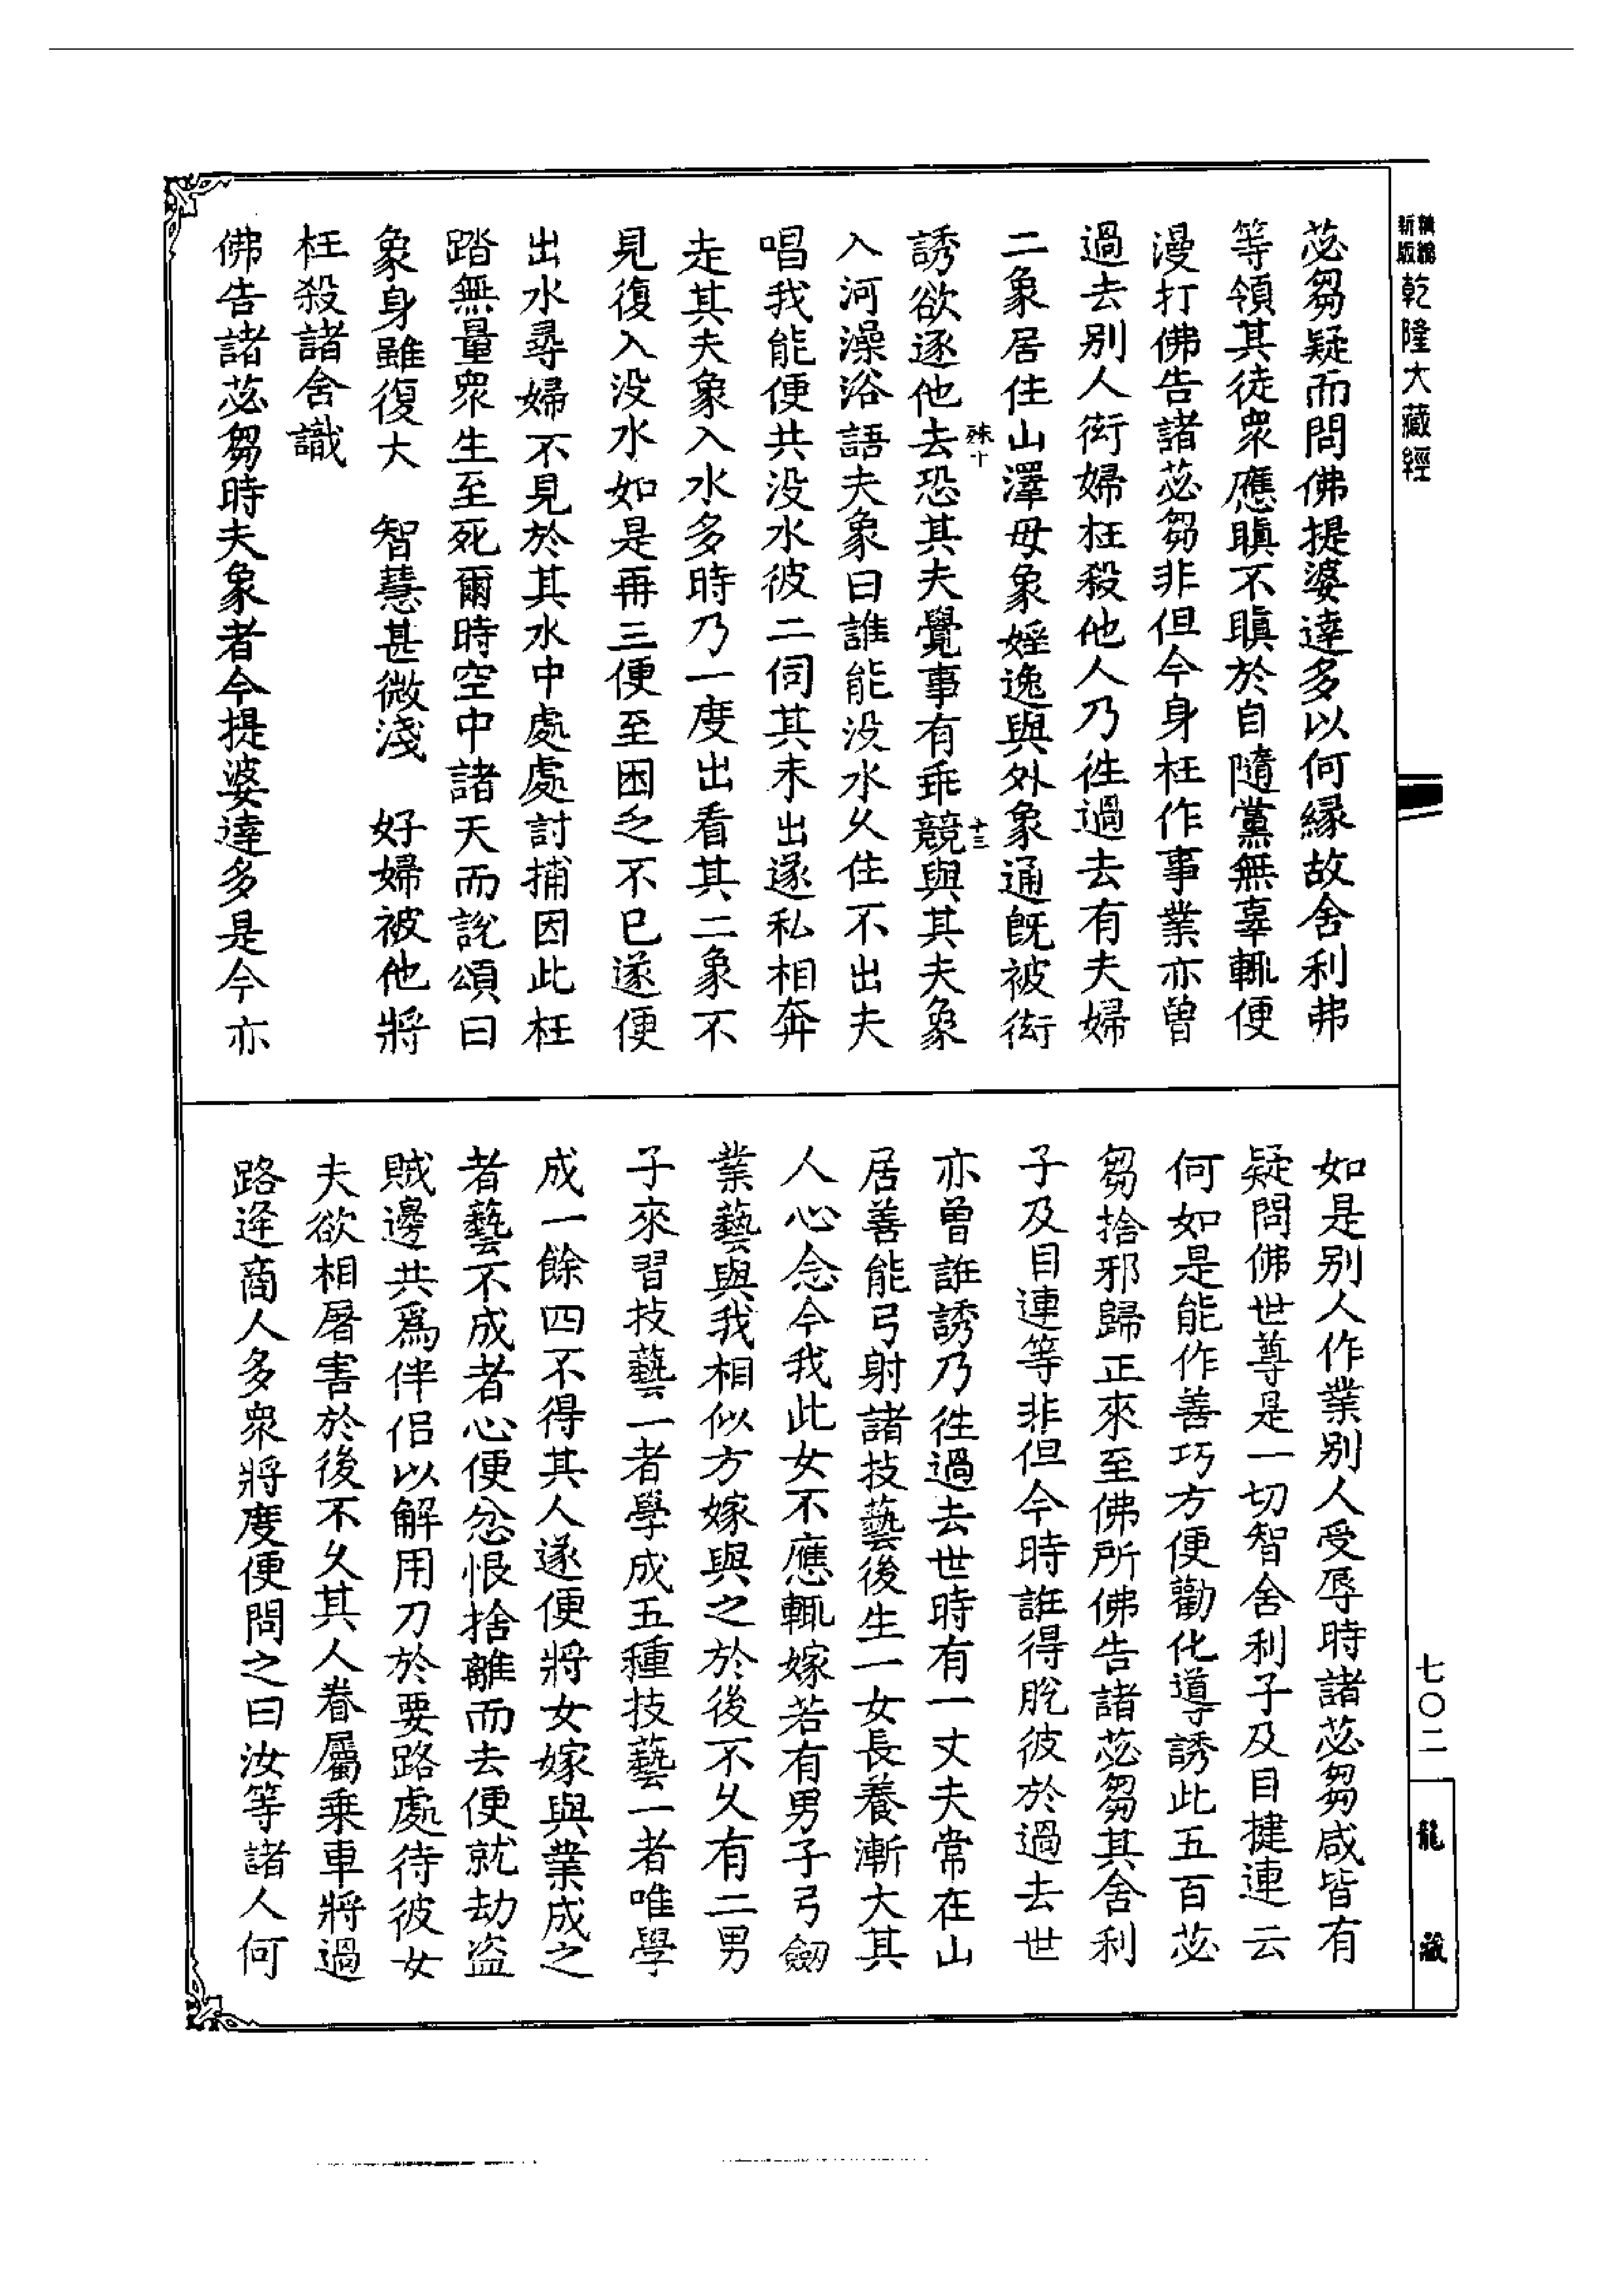 新版精編
乾隆大藏經
苾芻疑而問佛提婆達多以何緣故舍利弗
等領其徒衆應瞋不瞋於自隨黨無辜輒便
漫打佛告諸苾芻非但今身枉作事業亦曾
過去别人衒婦枉殺他人乃往過去有夫婦
二象居住山澤母象婬逸與外象通既被衒
誘欲逐他去恐其夫覺事有乖競與其夫象
殊十
十三
入河澡浴語夫象曰誰能没水久住不出夫
唱我能便共没水彼二伺其未出遂私相奔
走其夫象入水多時乃一度出看其二象不
見復入没水如是再三便至困乏不已遂便
出水尋婦不見於其水中處處討捕因此枉
踏無量衆生至死爾時空中諸天而説頌曰
象身雖復大　智慧甚微淺　好婦被他將
枉殺諸含識
佛告諸苾芻時夫象者今提婆達多是今亦
如是别人作業别人受辱時諸苾芻咸皆有
疑問佛世尊是一切智舍利子及目揵連云
何如是能作善巧方便勸化導誘此五百苾
芻捨邪歸正來至佛所佛告諸苾芻其舍利
子及目連等非但今時誑得脱彼於過去世
亦曾誑誘乃往過去世時有一丈夫常在山
居善能弓射諸技藝後生一女長養漸大其
人心念今我此女不應輒嫁若有男子弓劒
業藝與我相似方嫁與之於後不久有二男
子來習技藝一者學成五種技藝一者唯學
成一餘四不得其人遂便將女嫁與業成之
者藝不成者心便忿恨捨離而去便就劫盗
賊邊共爲伴侣以解用刀於要路處待彼女
夫欲相屠害於後不久其人眷屬乗車將過
路逢商人多衆將度便問之曰汝等諸人何
七〇二
龍藏